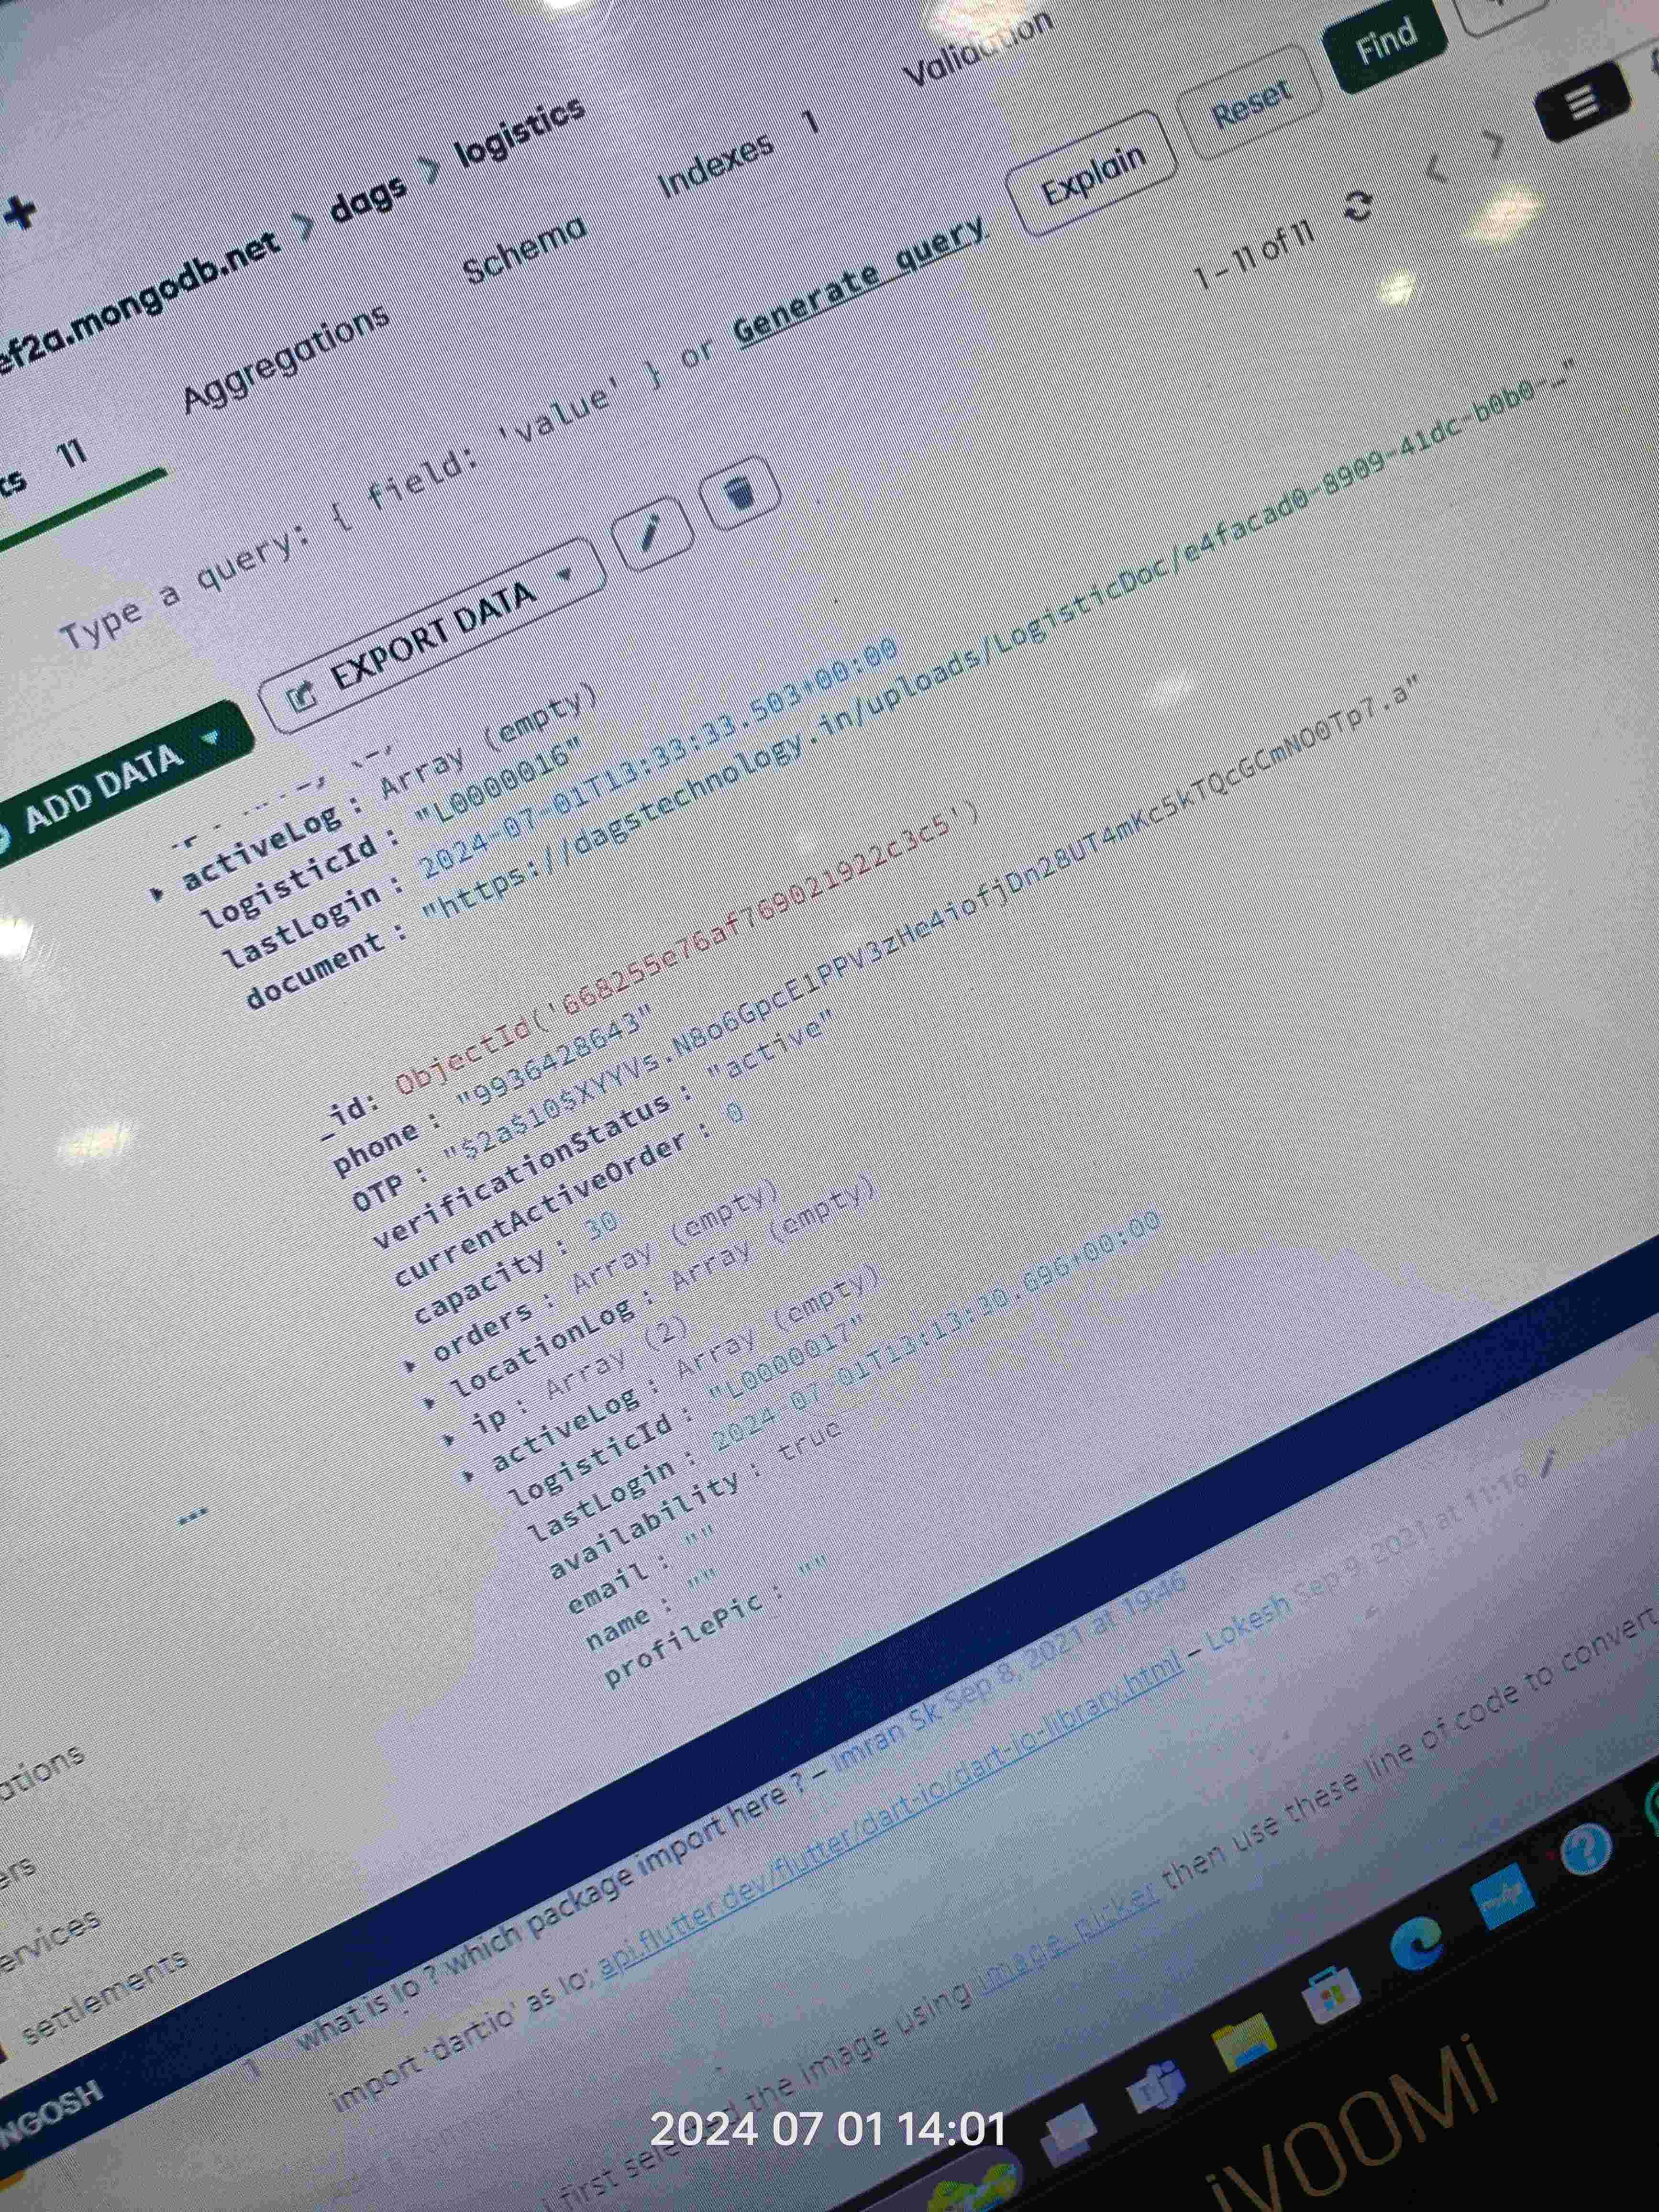 +
ef2a.mongodb.net > dags > logistics
11
Aggregations
Schema
Indexes 1
Validation
Type a query: { field: 'value' } or Generate query
Explain
Reset
Find
ADD DATA
EXPORT DATA
1 – 11 of 11
activeLog : Array (empty)
logisticId : "L0000016"
lastLogin : 2024-07-01T13:33:33.503+00:00
document : "https://dagstechnology.in/uploads/LogisticDoc/e4facad0-8909-41dc-b0b0-…"
_id: ObjectId('668255e76af769021922c3c5')
phone : "9936428643"
OTP : "$2a$10$XYYVs.N8o6GpcE1PPV3zHe4iofjDn28UT4mKc5kTQcGCmNO0Tp7.a"
verificationStatus : "active"
currentActiveOrder : 0
capacity : 30
orders : Array (empty)
locationLog : Array (empty)
ip : Array (2)
activeLog : Array (empty)
logisticId : "L0000017"
lastLogin : 2024-07-01T13:13:30.696+00:00
availability : true
email : ""
name : ""
profilePic : ""
settlements
NGOSH
1 what is Io ? which package import here ? – Imran Sk Sep 8, 2021 at 19:46
import 'dart:io' as Io; api.flutter.dev/flutter/dart-io/dart-io-library.html – Lokesh Sep 9, 2021 at 11:16
first selected the image using image_picker then use these line of code to convert
2024 07 01 14:01
iVOOMi